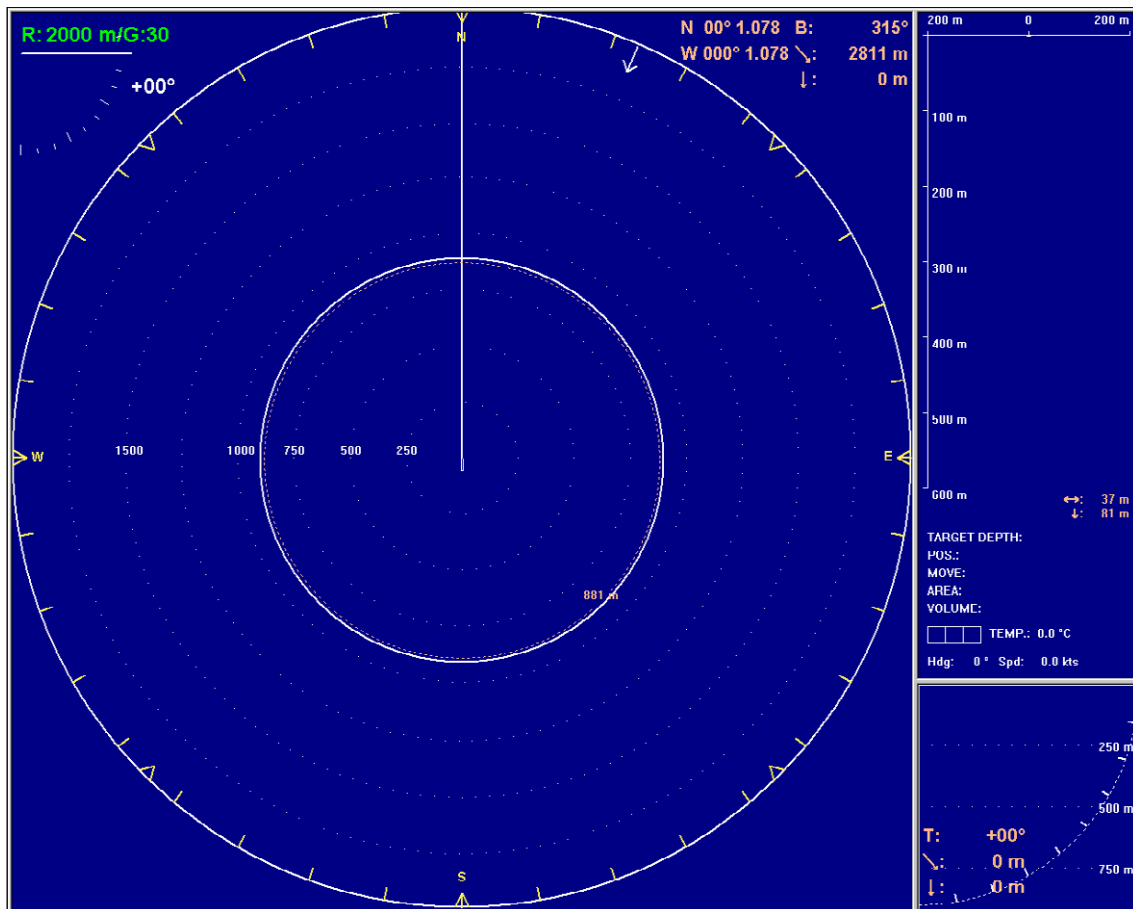 R: 2000 m/G:30
+00°
N
N 00° 1.078 B: 315°
W 000° 1.078 ↘: 2811 m
↓: 0 m
W
1500 1000 750 500 250
E
881 m
S
200 m 0 200 m
100 m
200 m
300 m
400 m
500 m
600 m
↔: 37 m
↓: 81 m
TARGET DEPTH:
POS.:
MOVE:
AREA:
VOLUME:
TEMP.: 0.0 °C
Hdg: 0 ° Spd: 0.0 kts
250 m
500 m
T: +00°
↘: 0 m
750 m
↓: 0 m